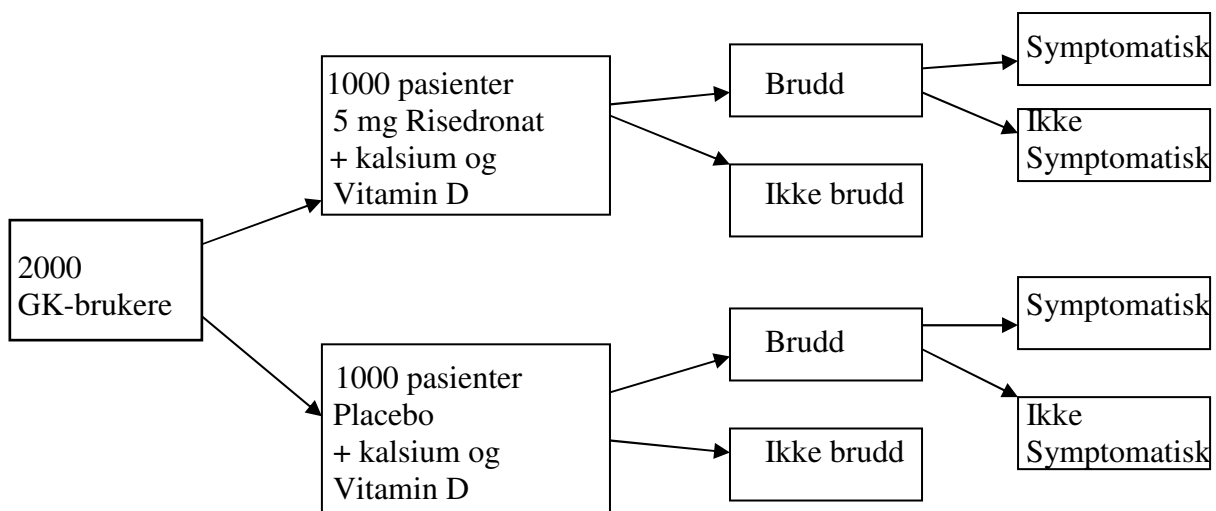 2000
GK-brukere
1000 pasienter
5 mg Risedronat
+ kalsium og
Vitamin D
Brudd
Symptomatisk
Ikke
Symptomatisk
Ikke brudd
1000 pasienter
Placebo
+ kalsium og
Vitamin D
Brudd
Symptomatisk
Ikke
Symptomatisk
Ikke brudd